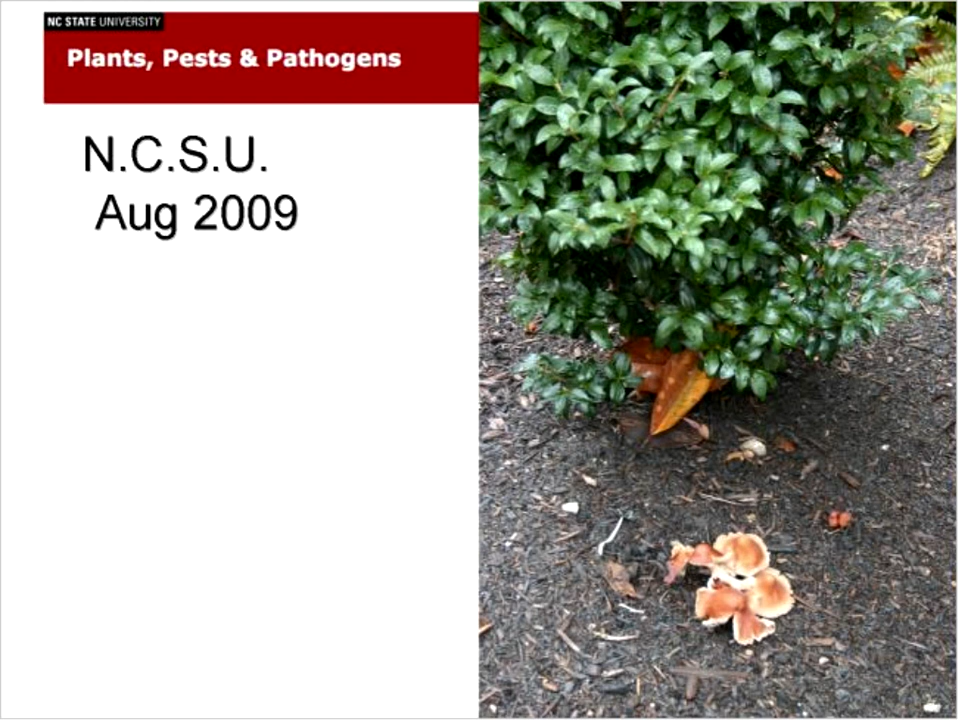 NC STATE UNIVERSITY
Plants, Pests & Pathogens
N.C.S.U.
Aug 2009